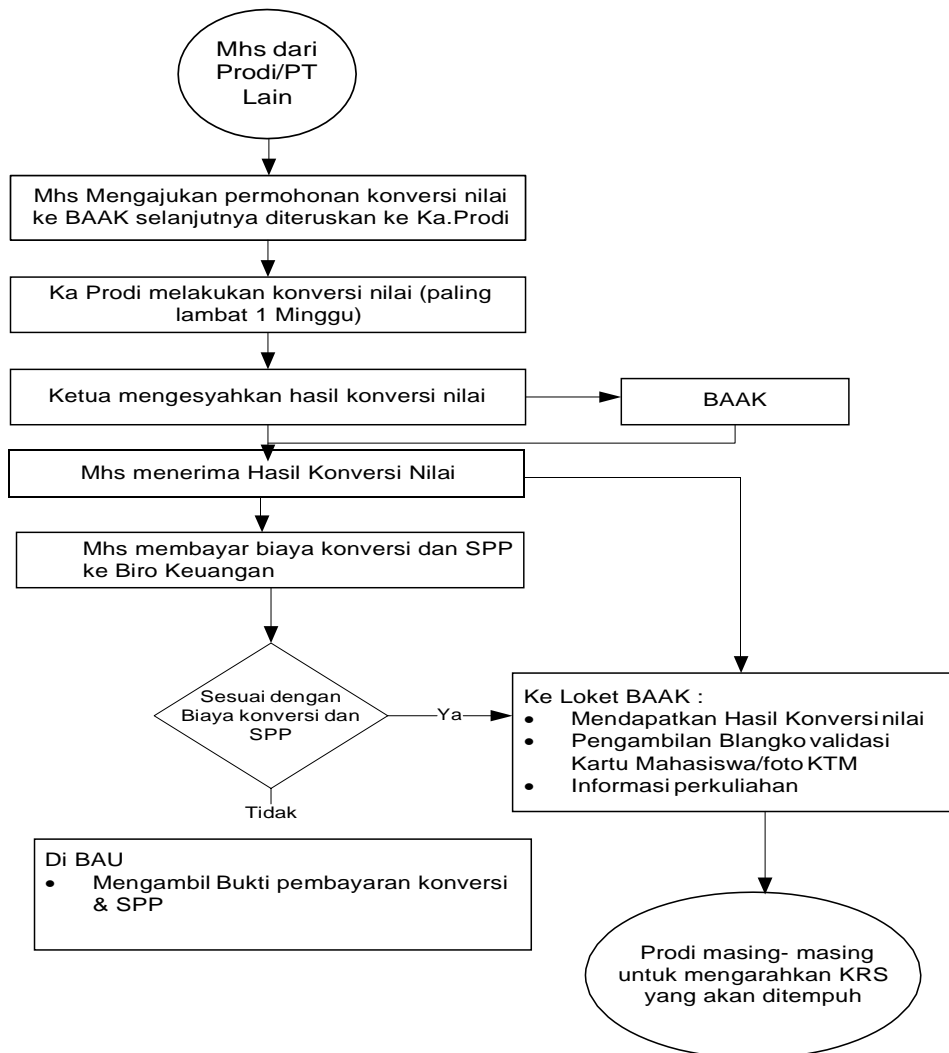 Mhs dari
Prodi/PT
Lain
Mhs Mengajukan permohonan konversi nilai
ke BAAK selanjutnya diteruskan ke Ka.Prodi
Ka Prodi melakukan konversi nilai (paling
lambat 1 Minggu)
Ketua mengesyahkan hasil konversi nilai
BAAK
Mhs menerima Hasil Konversi Nilai
Mhs membayar biaya konversi dan SPP
ke Biro Keuangan
Sesuai dengan
Biaya konversi dan
SPP
Ya
Tidak
Ke Loket BAAK :
• Mendapatkan Hasil Konversi nilai
• Pengambilan Blangko validasi
Kartu Mahasiswa/foto KTM
• Informasi perkuliahan
Di BAU
• Mengambil Bukti pembayaran konversi
& SPP
Prodi masing- masing
untuk mengarahkan KRS
yang akan ditempuh